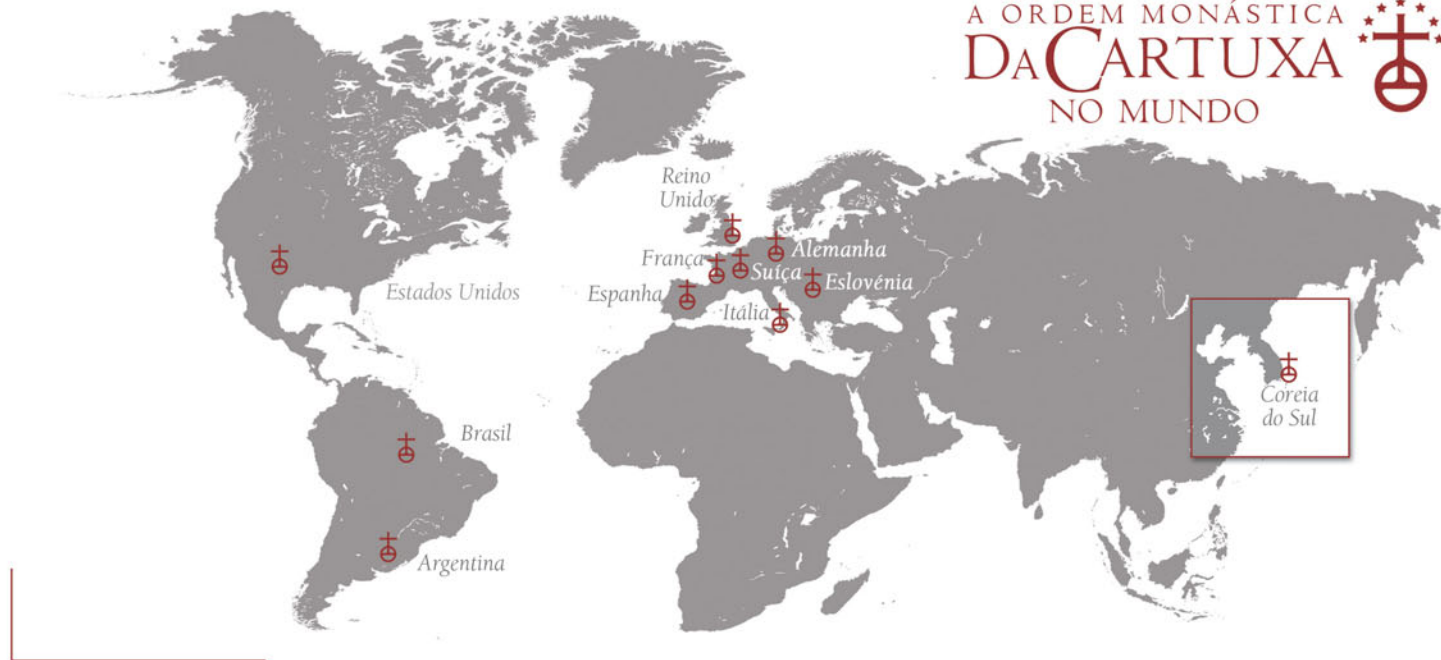 A ORDEM MONÁSTICA
DA CARTUXA
NO MUNDO
Reino
Unido
França
Alemanha
Suíça
Espanha
Eslovénia
Itália
Estados Unidos
Coreia
do Sul
Brasil
Argentina